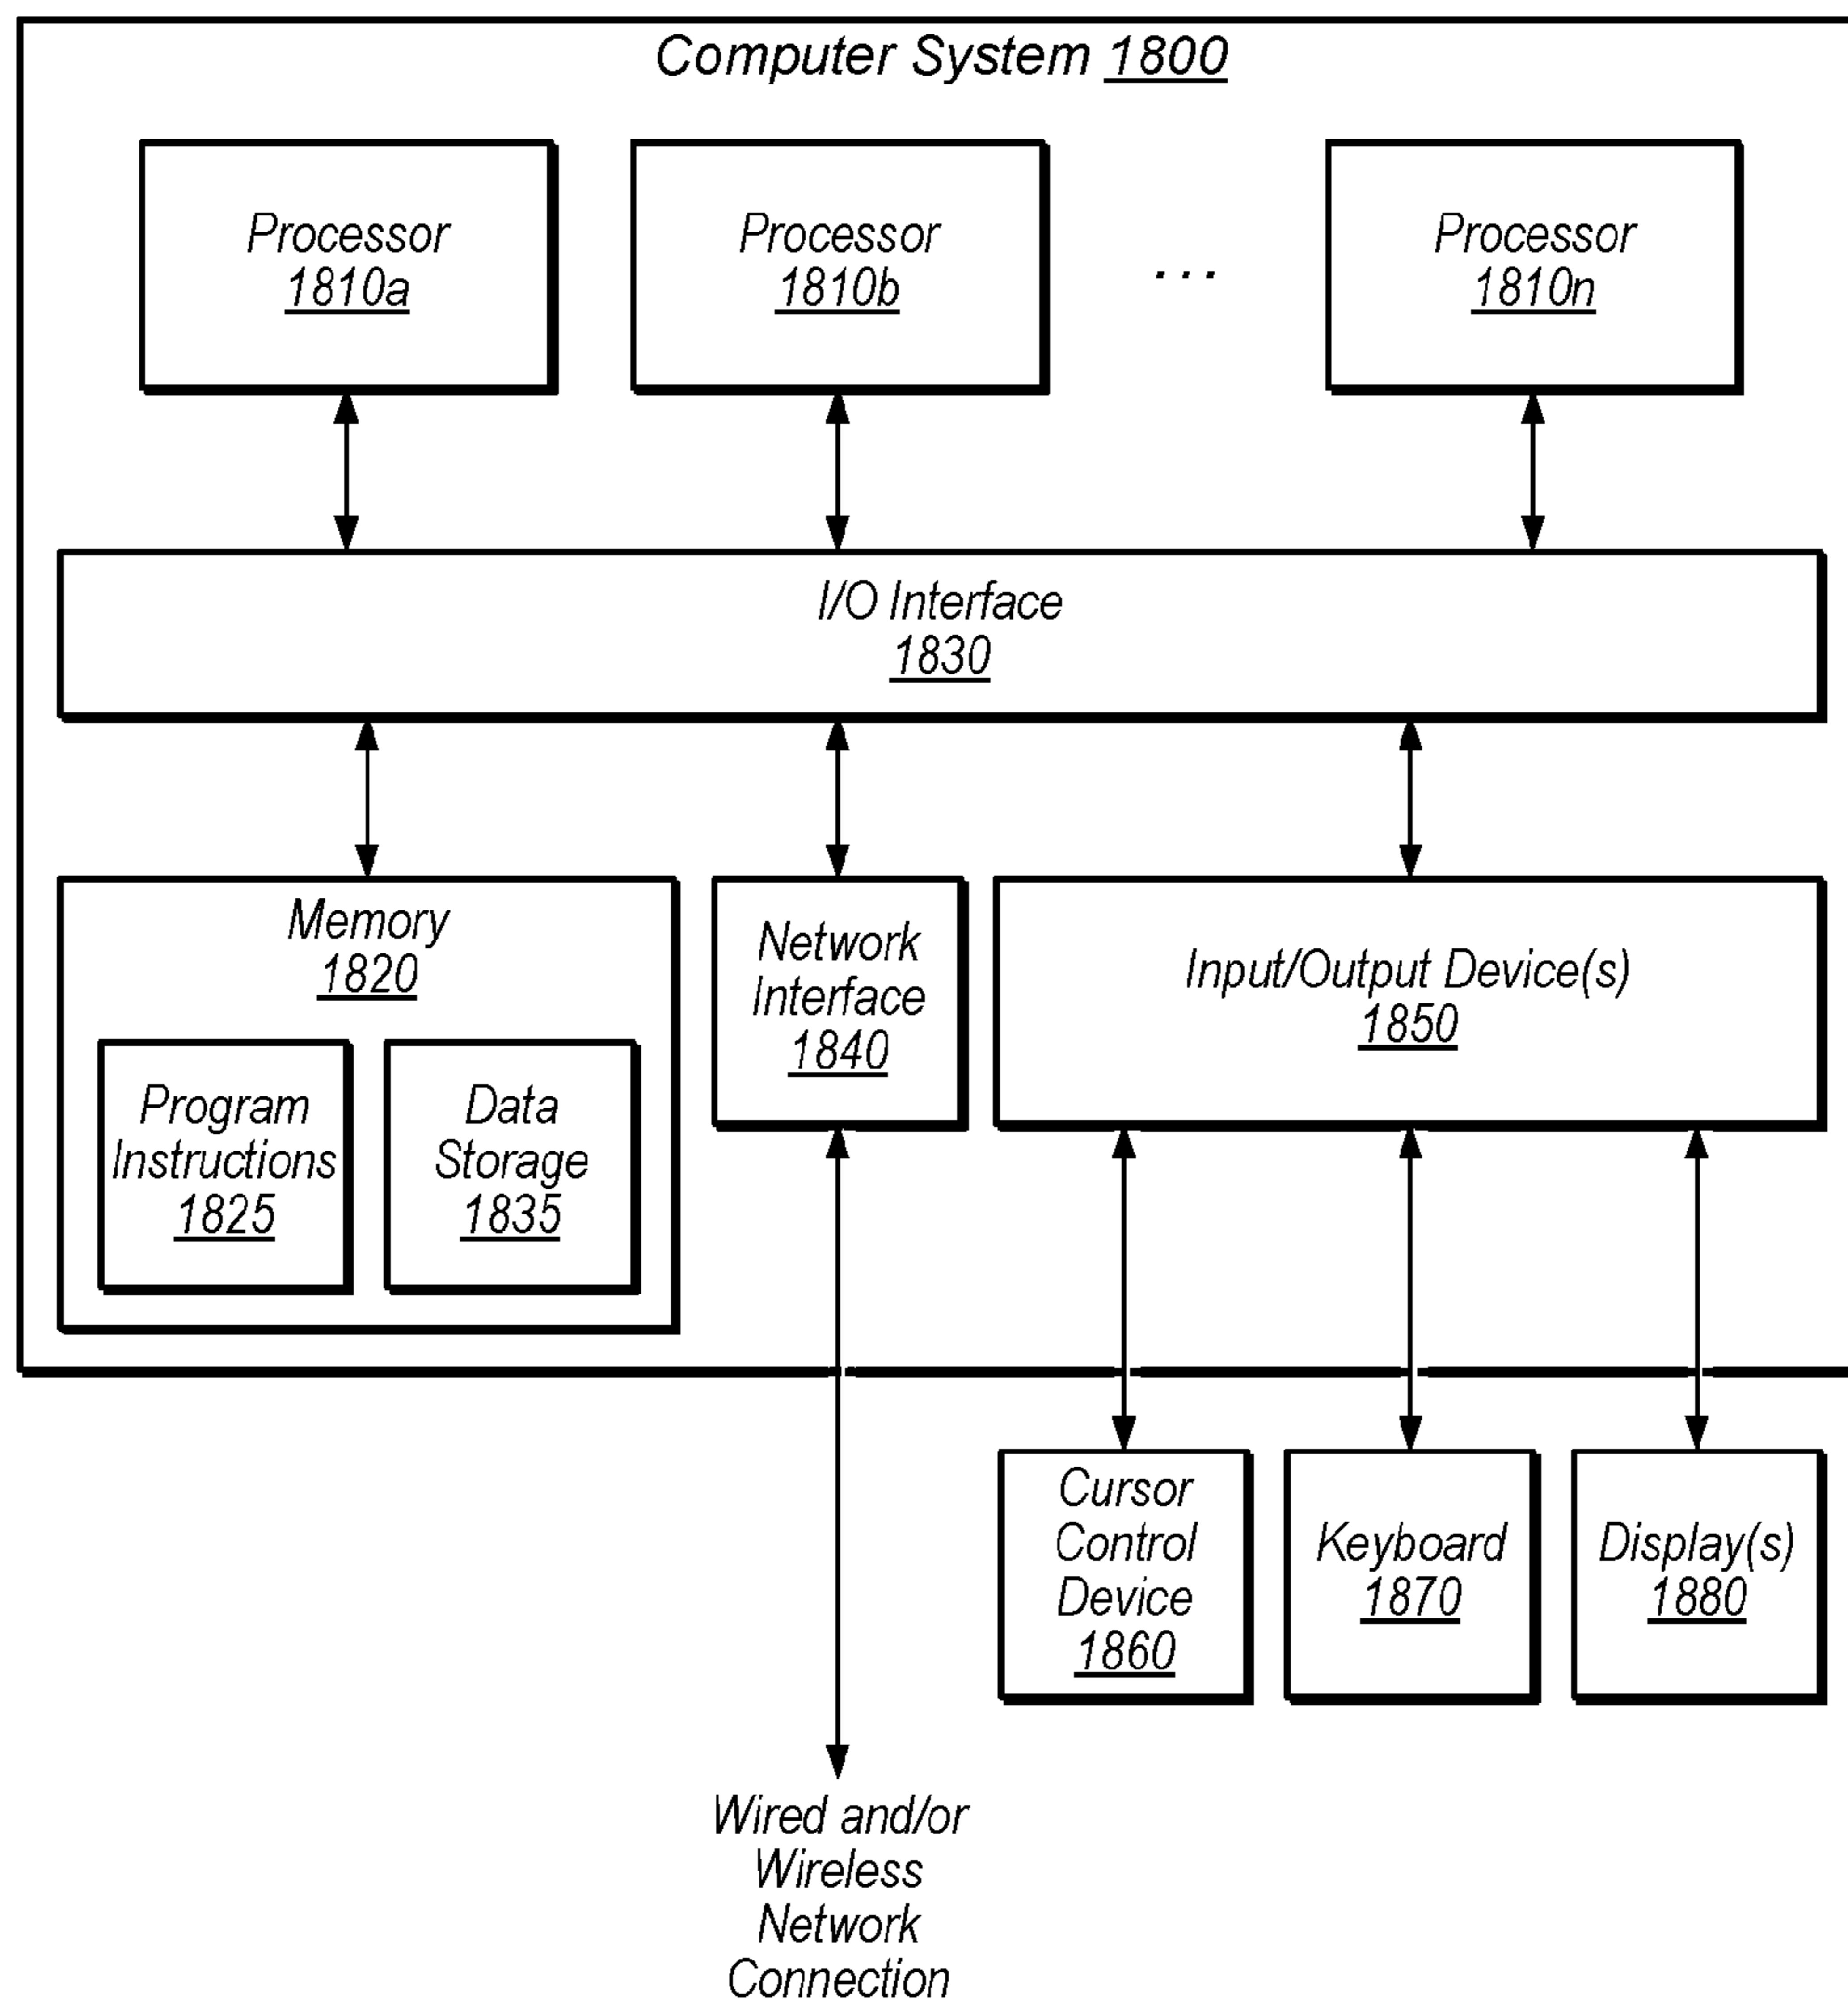 Computer System 1800
Processor
1810a
Processor
1810b
...
Processor
1810n
I/O Interface
1830
Memory
1820
Program
Instructions
1825
Data
Storage
1835
Network
Interface
1840
Input/Output Device(s)
1850
Cursor
Control
Device
1860
Keyboard
1870
Display(s)
1880
Wired and/or
Wireless
Network
Connection